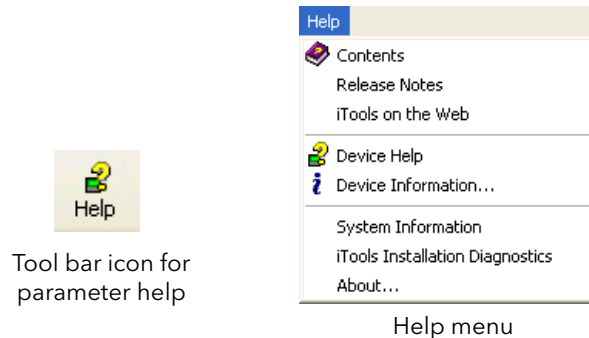 Help
Tool bar icon for
parameter help
Help
Contents
Release Notes
iTools on the Web
Device Help
Device Information...
System Information
iTools Installation Diagnostics
About...
Help menu